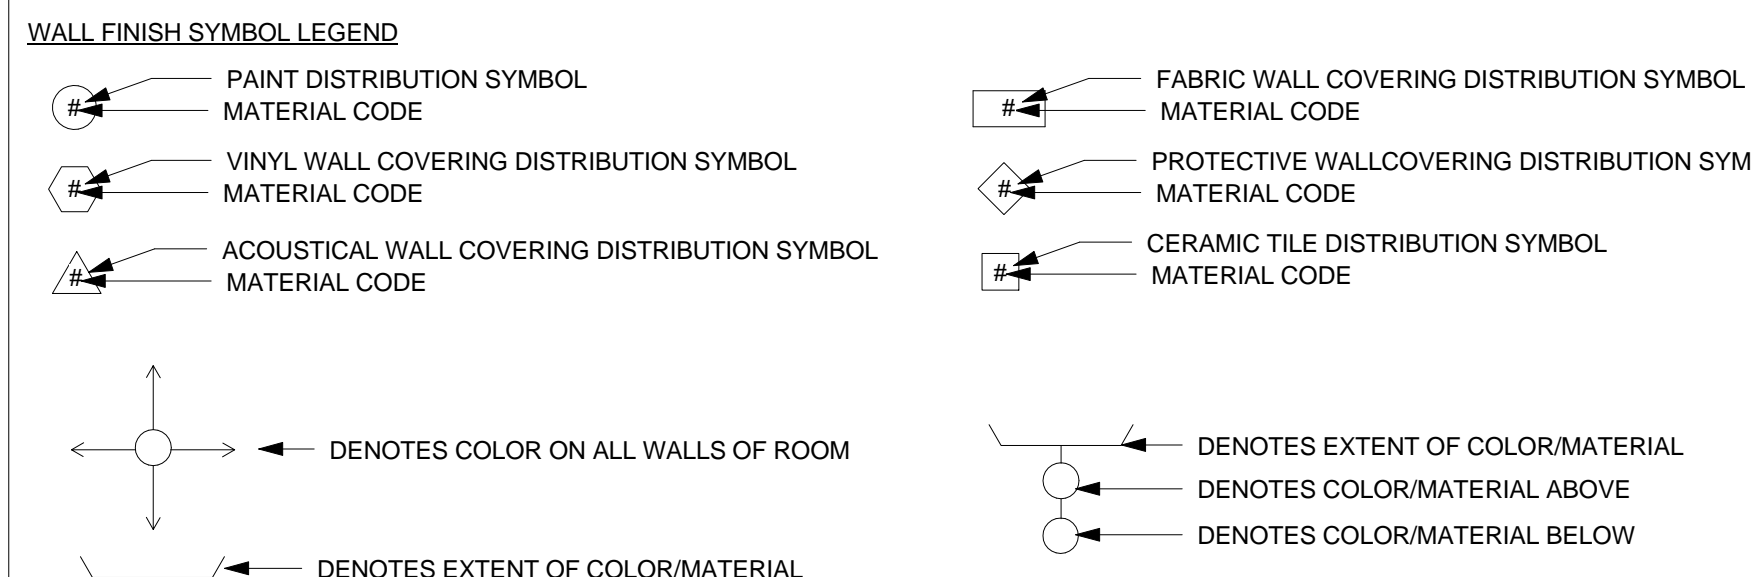 WALL FINISH SYMBOL LEGEND
# PAINT DISTRIBUTION SYMBOL
MATERIAL CODE
# VINYL WALL COVERING DISTRIBUTION SYMBOL
MATERIAL CODE
# ACOUSTICAL WALL COVERING DISTRIBUTION SYMBOL
MATERIAL CODE
DENOTES COLOR ON ALL WALLS OF ROOM
DENOTES EXTENT OF COLOR/MATERIAL
# FABRIC WALL COVERING DISTRIBUTION SYMBOL
MATERIAL CODE
# PROTECTIVE WALLCOVERING DISTRIBUTION SYM
MATERIAL CODE
# CERAMIC TILE DISTRIBUTION SYMBOL
MATERIAL CODE
DENOTES EXTENT OF COLOR/MATERIAL
DENOTES COLOR/MATERIAL ABOVE
DENOTES COLOR/MATERIAL BELOW